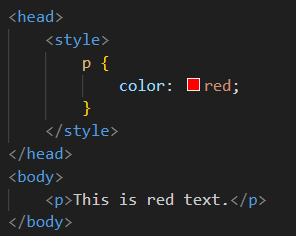 <head>
    <style>
        p {
            color: red;
        }
    </style>
</head>
<body>
    <p>This is red text.</p>
</body>